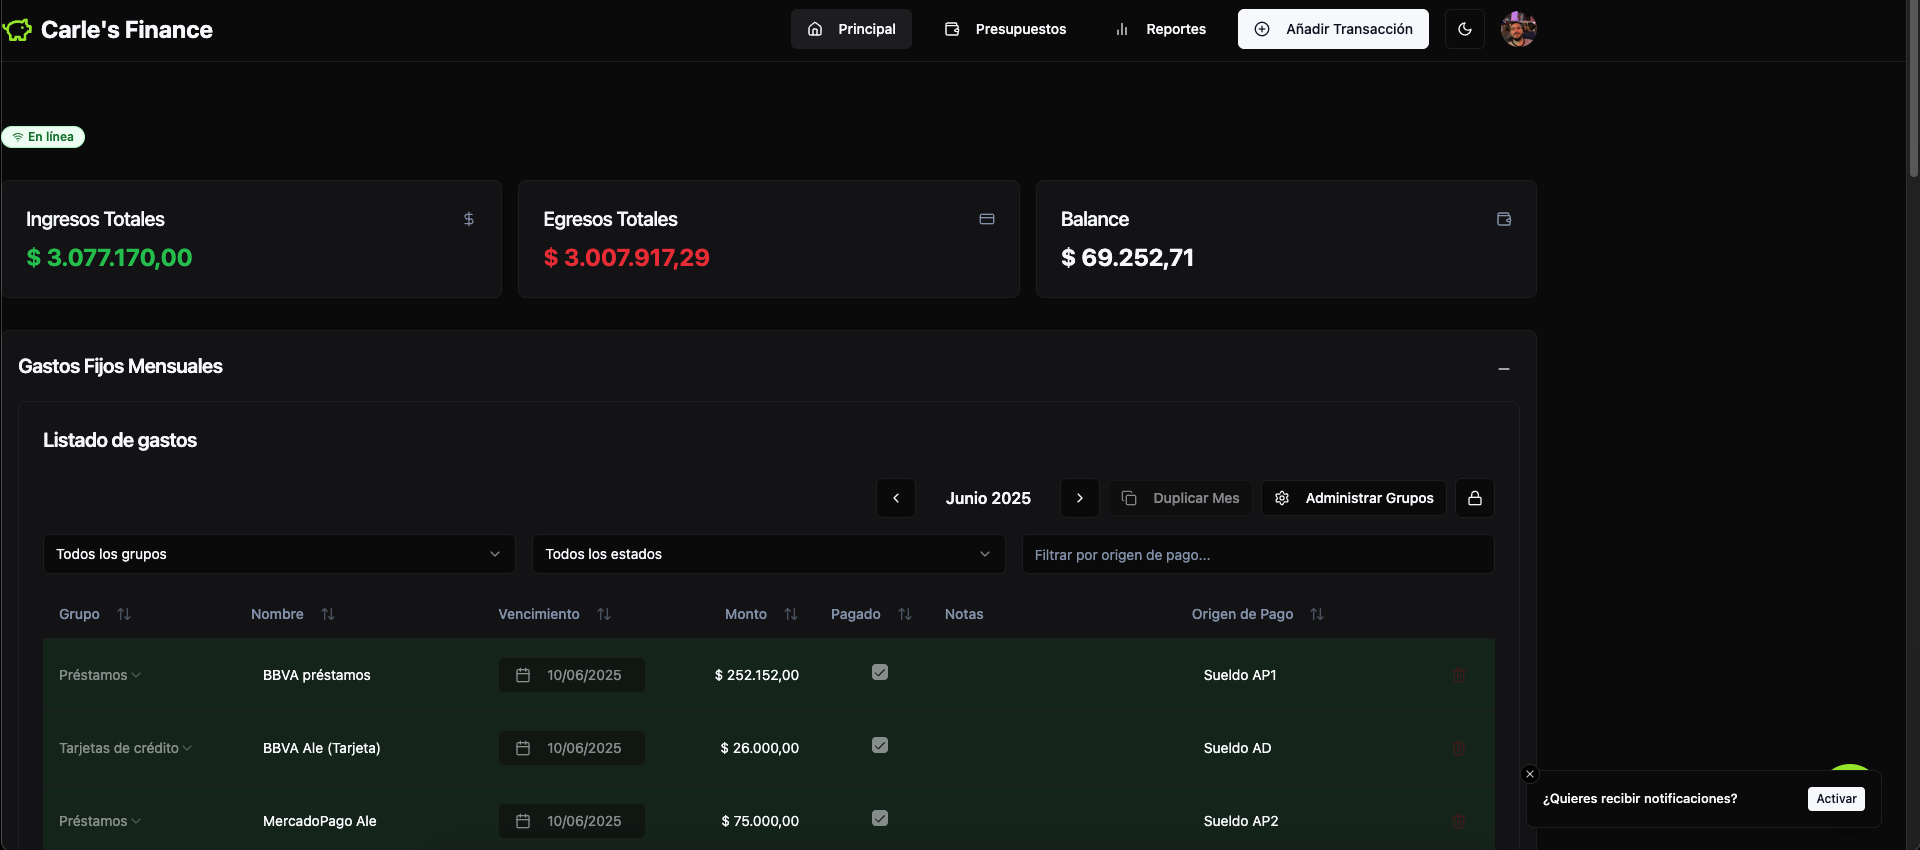 Carle's Finance
Principal
Presupuestos
Reportes
Añadir Transacción
En línea
Ingresos Totales
$ 3.077.170,00
Egresos Totales
$ 3.007.917,29
Balance
$ 69.252,71
Gastos Fijos Mensuales
Listado de gastos
Junio 2025
Duplicar Mes
Administrar Grupos
Todos los grupos
Todos los estados
Filtrar por origen de pago...
Grupo Nombre Vencimiento Monto Pagado Notas Origen de Pago
Préstamos BBVA préstamos 10/06/2025 $ 252.152,00 Sueldo AP1
Tarjetas de crédito BBVA Ale (Tarjeta) 10/06/2025 $ 26.000,00 Sueldo AD
Préstamos MercadoPago Ale 10/06/2025 $ 75.000,00 Sueldo AP2
¿Quieres recibir notificaciones?
Activar